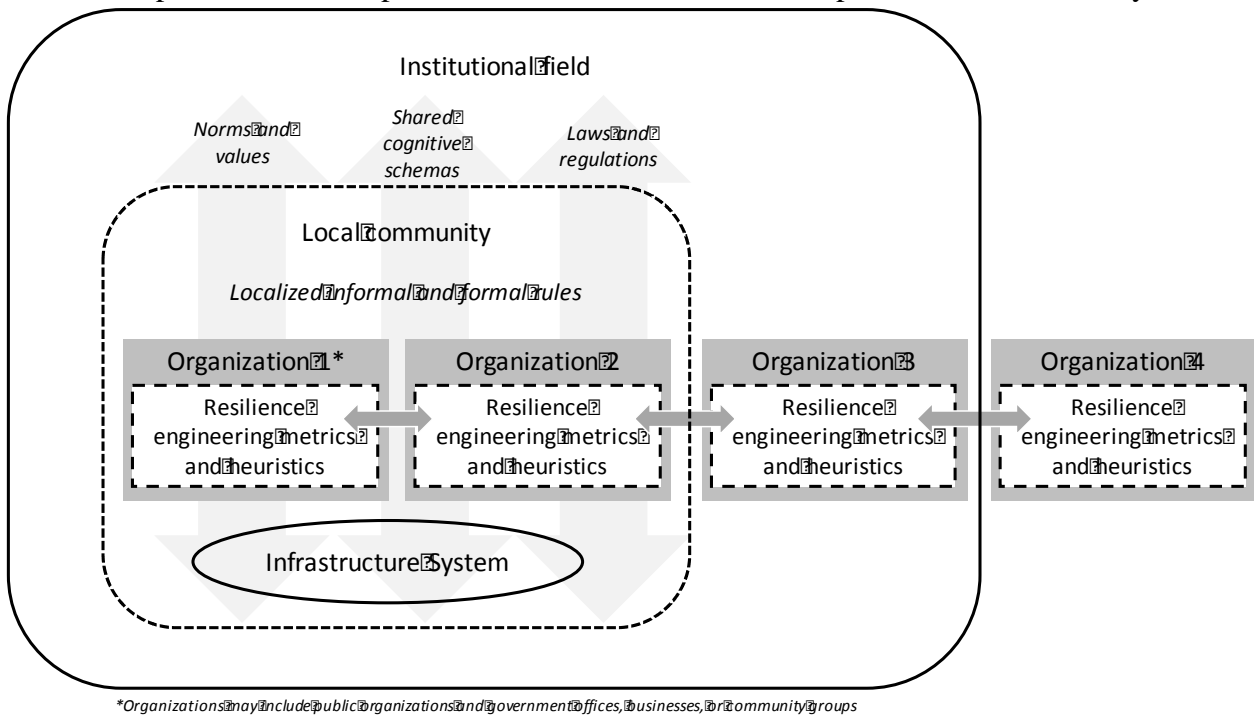 Institutional field
Norms and
values
Shared
cognitive
schemas
Laws and
regulations
Local community
Localized informal and formal rules
Organization 1*
Resilience
engineering metrics
and heuristics
Organization 2
Resilience
engineering metrics
and heuristics
Organization 3
Resilience
engineering metrics
and heuristics
Organization 4
Resilience
engineering metrics
and heuristics
Infrastructure System
*Organizations may include public organizations and government offices, businesses, or community groups